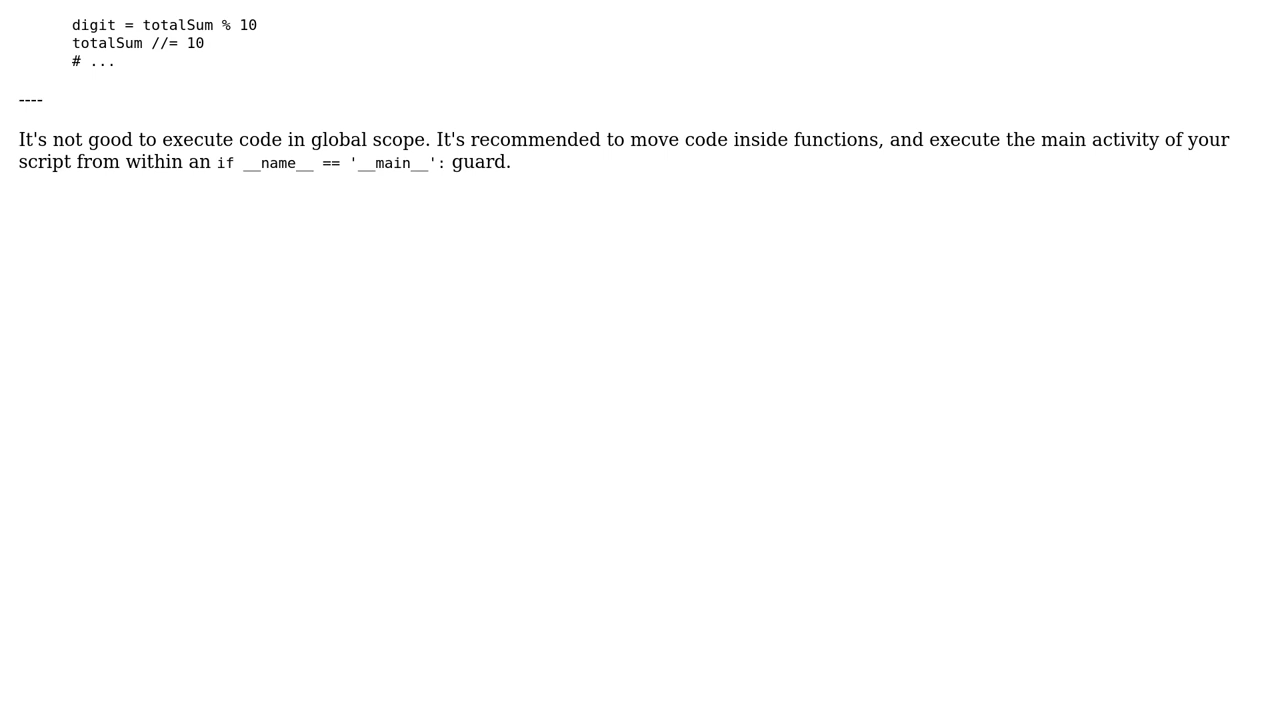 digit = totalSum % 10
totalSum //= 10
# ...
----
It's not good to execute code in global scope. It's recommended to move code inside functions, and execute the main activity of your
script from within an if __name__ == '__main__': guard.